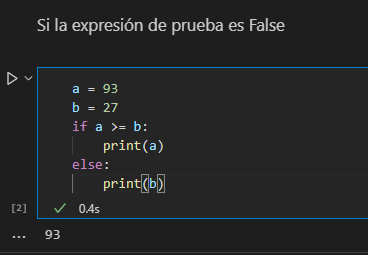 Si la expresión de prueba es False
a = 93
b = 27
if a >= b:
    print(a)
else:
    print(b)
[2]
0.4s
93